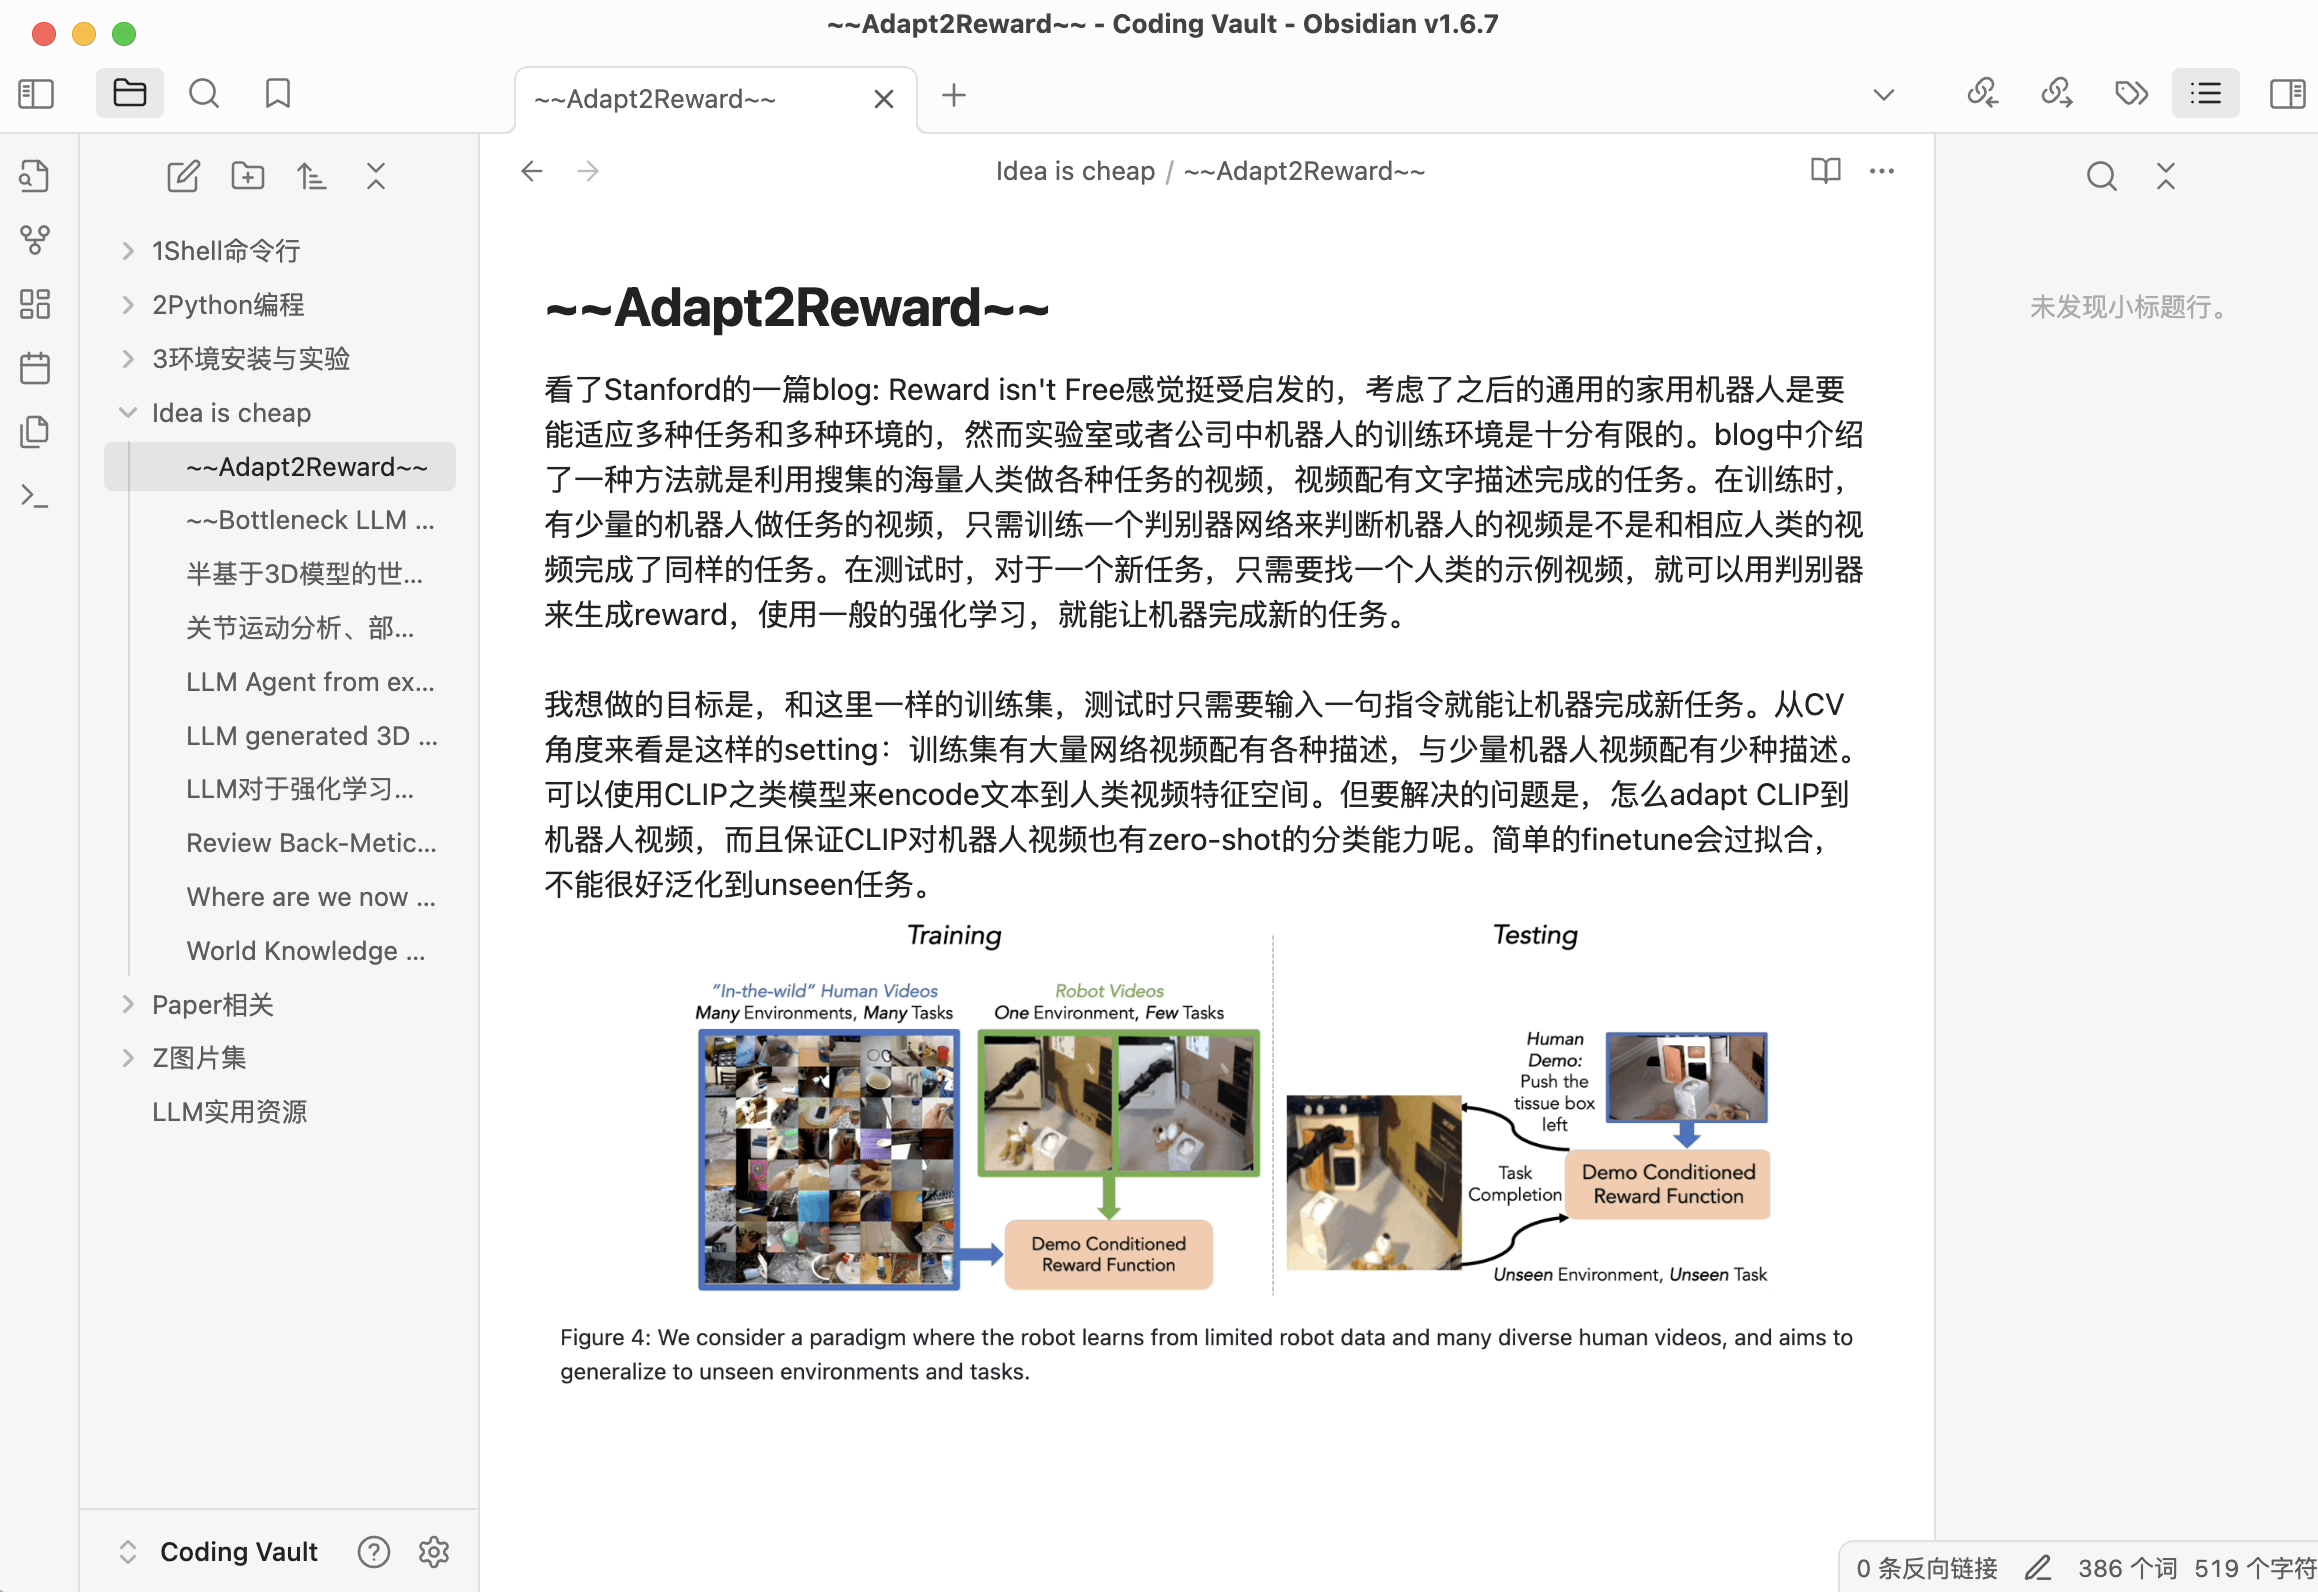 ~~Adapt2Reward~~ - Coding Vault - Obsidian v1.6.7
~~Adapt2Reward~~
Idea is cheap / ~~Adapt2Reward~~
1Shell命令行
2Python编程
3环境安装与实验
Idea is cheap
~~Adapt2Reward~~
~~Bottleneck LLM ...
半基于3D模型的世...
关节运动分析、部...
LLM Agent from ex...
LLM generated 3D ...
LLM对于强化学习...
Review Back-Metic...
Where are we now ...
World Knowledge ...
Paper相关
Z图片集
LLM实用资源
Coding Vault
~~Adapt2Reward~~
看了Stanford的一篇blog: Reward isn't Free感觉挺受启发的，考虑了之后的通用的家用机器人是要
能适应多种任务和多种环境的，然而实验室或者公司中机器人的训练环境是十分有限的。blog中介绍
了一种方法就是利用搜集的海量人类做各种任务的视频，视频配有文字描述完成的任务。在训练时，
有少量的机器人做任务的视频，只需训练一个判别器网络来判断机器人的视频是不是和相应人类的视
频完成了同样的任务。在测试时，对于一个新任务，只需要找一个人类的示例视频，就可以用判别器
来生成reward，使用一般的强化学习，就能让机器完成新的任务。
我想做的目标是，和这里一样的训练集，测试时只需要输入一句指令就能让机器完成新任务。从CV
角度来看是这样的setting：训练集有大量网络视频配有各种描述，与少量机器人视频配有少种描述。
可以使用CLIP之类模型来encode文本到人类视频特征空间。但要解决的问题是，怎么adapt CLIP到
机器人视频，而且保证CLIP对机器人视频也有zero-shot的分类能力呢。简单的finetune会过拟合，
不能很好泛化到unseen任务。
Training
"In-the-wild" Human Videos
Many Environments, Many Tasks
Robot Videos
One Environment, Few Tasks
Demo Conditioned
Reward Function
Testing
Human
Demo:
Push the
tissue box
left
Task
Completion
Demo Conditioned
Reward Function
Unseen Environment, Unseen Task
Figure 4: We consider a paradigm where the robot learns from limited robot data and many diverse human videos, and aims to
generalize to unseen environments and tasks.
未发现小标题行。
0 条反向链接
386 个词
519 个字符